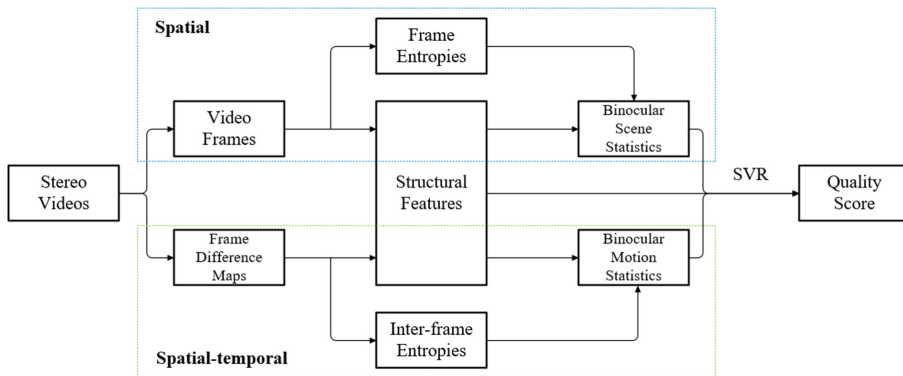 Spatial
Frame
Entropies
Video
Frames
Binocular
Scene
Statistics
Stereo
Videos
Structural
Features
SVR
Quality
Score
Frame
Difference
Maps
Binocular
Motion
Statistics
Inter-frame
Entropies
Spatial-temporal